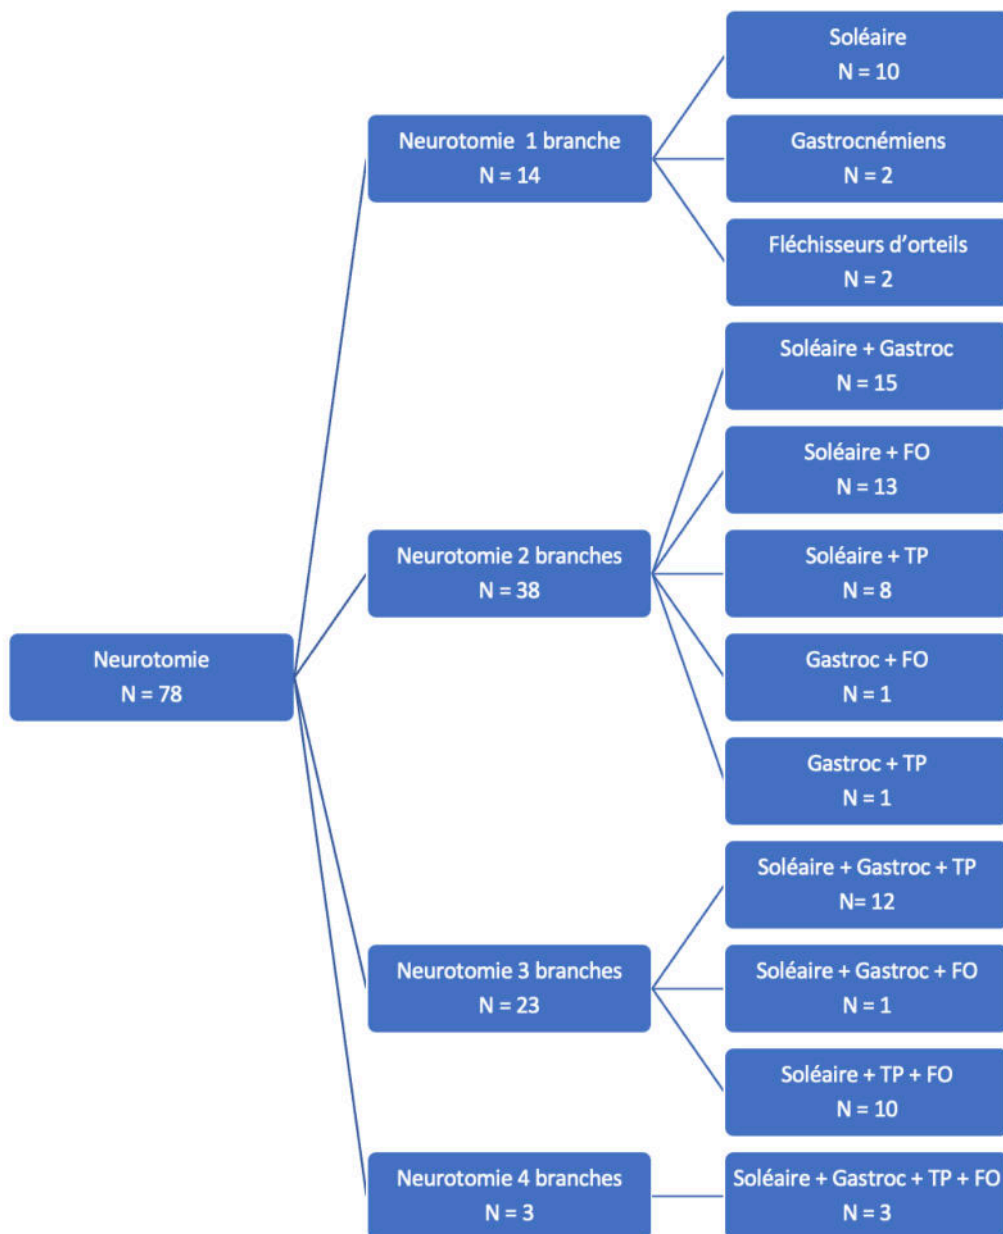 Neurotomie
N = 78
Neurotomie 1 branche
N = 14
Soléaire
N = 10
Gastrocnémiens
N = 2
Fléchisseurs d’orteils
N = 2
Neurotomie 2 branches
N = 38
Soléaire + Gastroc
N = 15
Soléaire + FO
N = 13
Soléaire + TP
N = 8
Gastroc + FO
N = 1
Gastroc + TP
N = 1
Neurotomie 3 branches
N = 23
Soléaire + Gastroc + TP
N= 12
Soléaire + Gastroc + FO
N = 1
Soléaire + TP + FO
N = 10
Neurotomie 4 branches
N = 3
Soléaire + Gastroc + TP + FO
N = 3